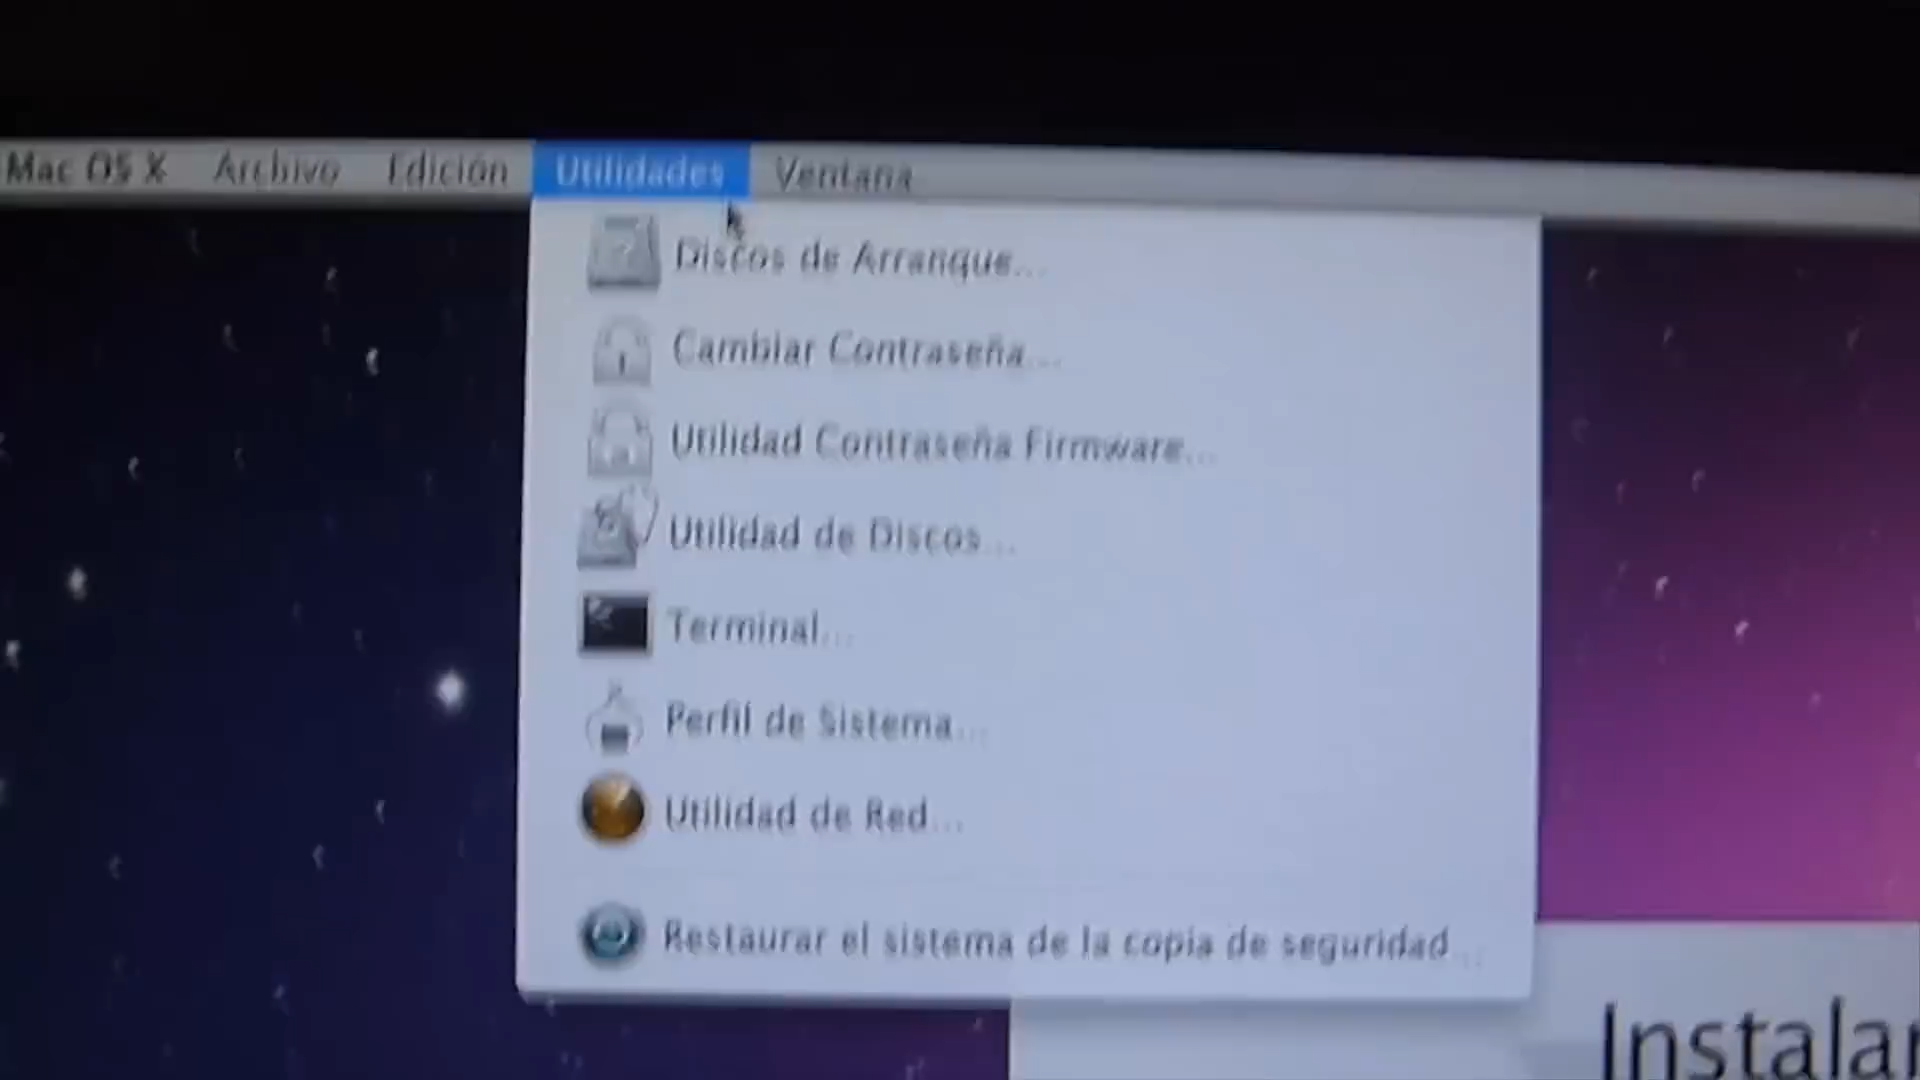 Mac OS X Archivo Edición Utilidades Ventana
Discos de Arranque...
Cambiar Contraseña...
Utilidad Contraseña Firmware...
Utilidad de Discos...
Terminal...
Perfil de Sistema...
Utilidad de Red...
Restaurar el sistema de la copia de seguridad...
Instalar